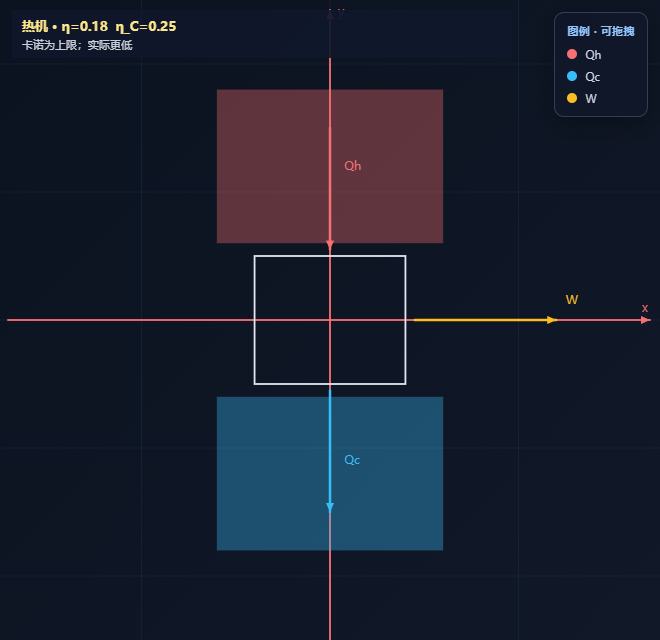 热机 • η=0.18 η_C=0.25
卡诺为上限；实际更低
图例 · 可拖拽
Qh
Qc
W
Qh
W
x
Qc